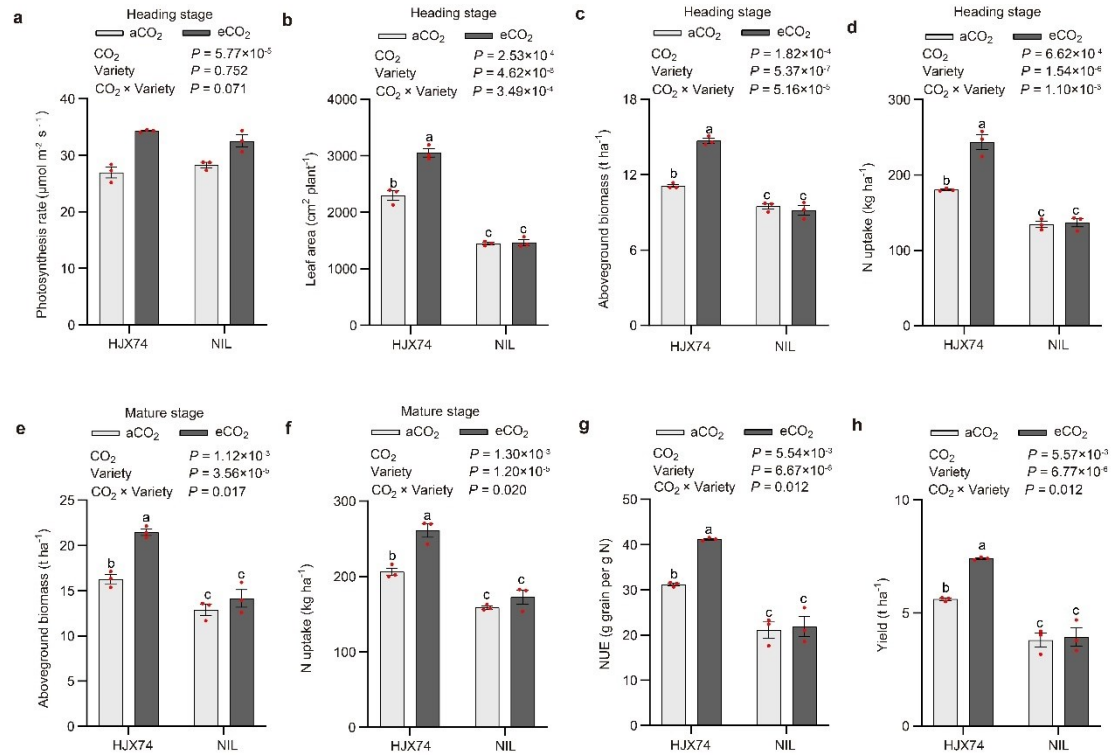 a
Heading stage
aCO₂ eCO₂
CO₂ P = 5.77×10⁻⁵
Variety P = 0.752
CO₂ × Variety P = 0.071
Photosynthesis rate (μmol m⁻² s⁻¹)
40
30
20
10
0
HJX74 NIL
b
Heading stage
aCO₂ eCO₂
CO₂ P = 2.53×10⁻⁴
Variety
CO₂ × Variety P = 3.49×10⁻⁴
Leaf area (cm² plant⁻¹)
4000
3000
2000
1000
0
b a c c
HJX74 NIL
c
Heading stage
aCO₂ eCO₂
CO₂ P = 1.82×10⁻⁴
Variety P = 5.37×10⁻⁷
CO₂ × Variety P = 5.16×10⁻⁵
Aboveground biomass (t ha⁻¹)
18
12
6
0
b a c c
HJX74 NIL
d
Heading stage
aCO₂ eCO₂
CO₂ P = 6.62×10⁻⁴
Variety P = 1.54×10⁻⁶
CO₂ × Variety P = 1.10×10⁻³
N uptake (kg ha⁻¹)
300
200
100
0
b a c c
HJX74 NIL
e
Mature stage
aCO₂ eCO₂
CO₂ P = 1.12×10⁻³
Variety P = 3.56×10⁻⁵
CO₂ × Variety P = 0.017
Aboveground biomass (t ha⁻¹)
25
20
15
10
5
0
b a c c
HJX74 NIL
f
Mature stage
aCO₂ eCO₂
CO₂ P = 1.30×10⁻³
Variety P = 1.20×10⁻⁵
CO₂ × Variety P = 0.020
N uptake (kg ha⁻¹)
300
200
100
0
b a c c
HJX74 NIL
g
aCO₂ eCO₂
CO₂ P = 5.54×10⁻³
Variety
CO₂ × Variety P = 0.012
NUE (g grain per g N)
50
40
30
20
10
0
b a c c
HJX74 NIL
h
aCO₂ eCO₂
CO₂ P = 5.57×10⁻³
Variety P = 6.77×10⁻⁶
CO₂ × Variety P = 0.012
Yield (t ha⁻¹)
10
5
0
b a c c
HJX74 NIL